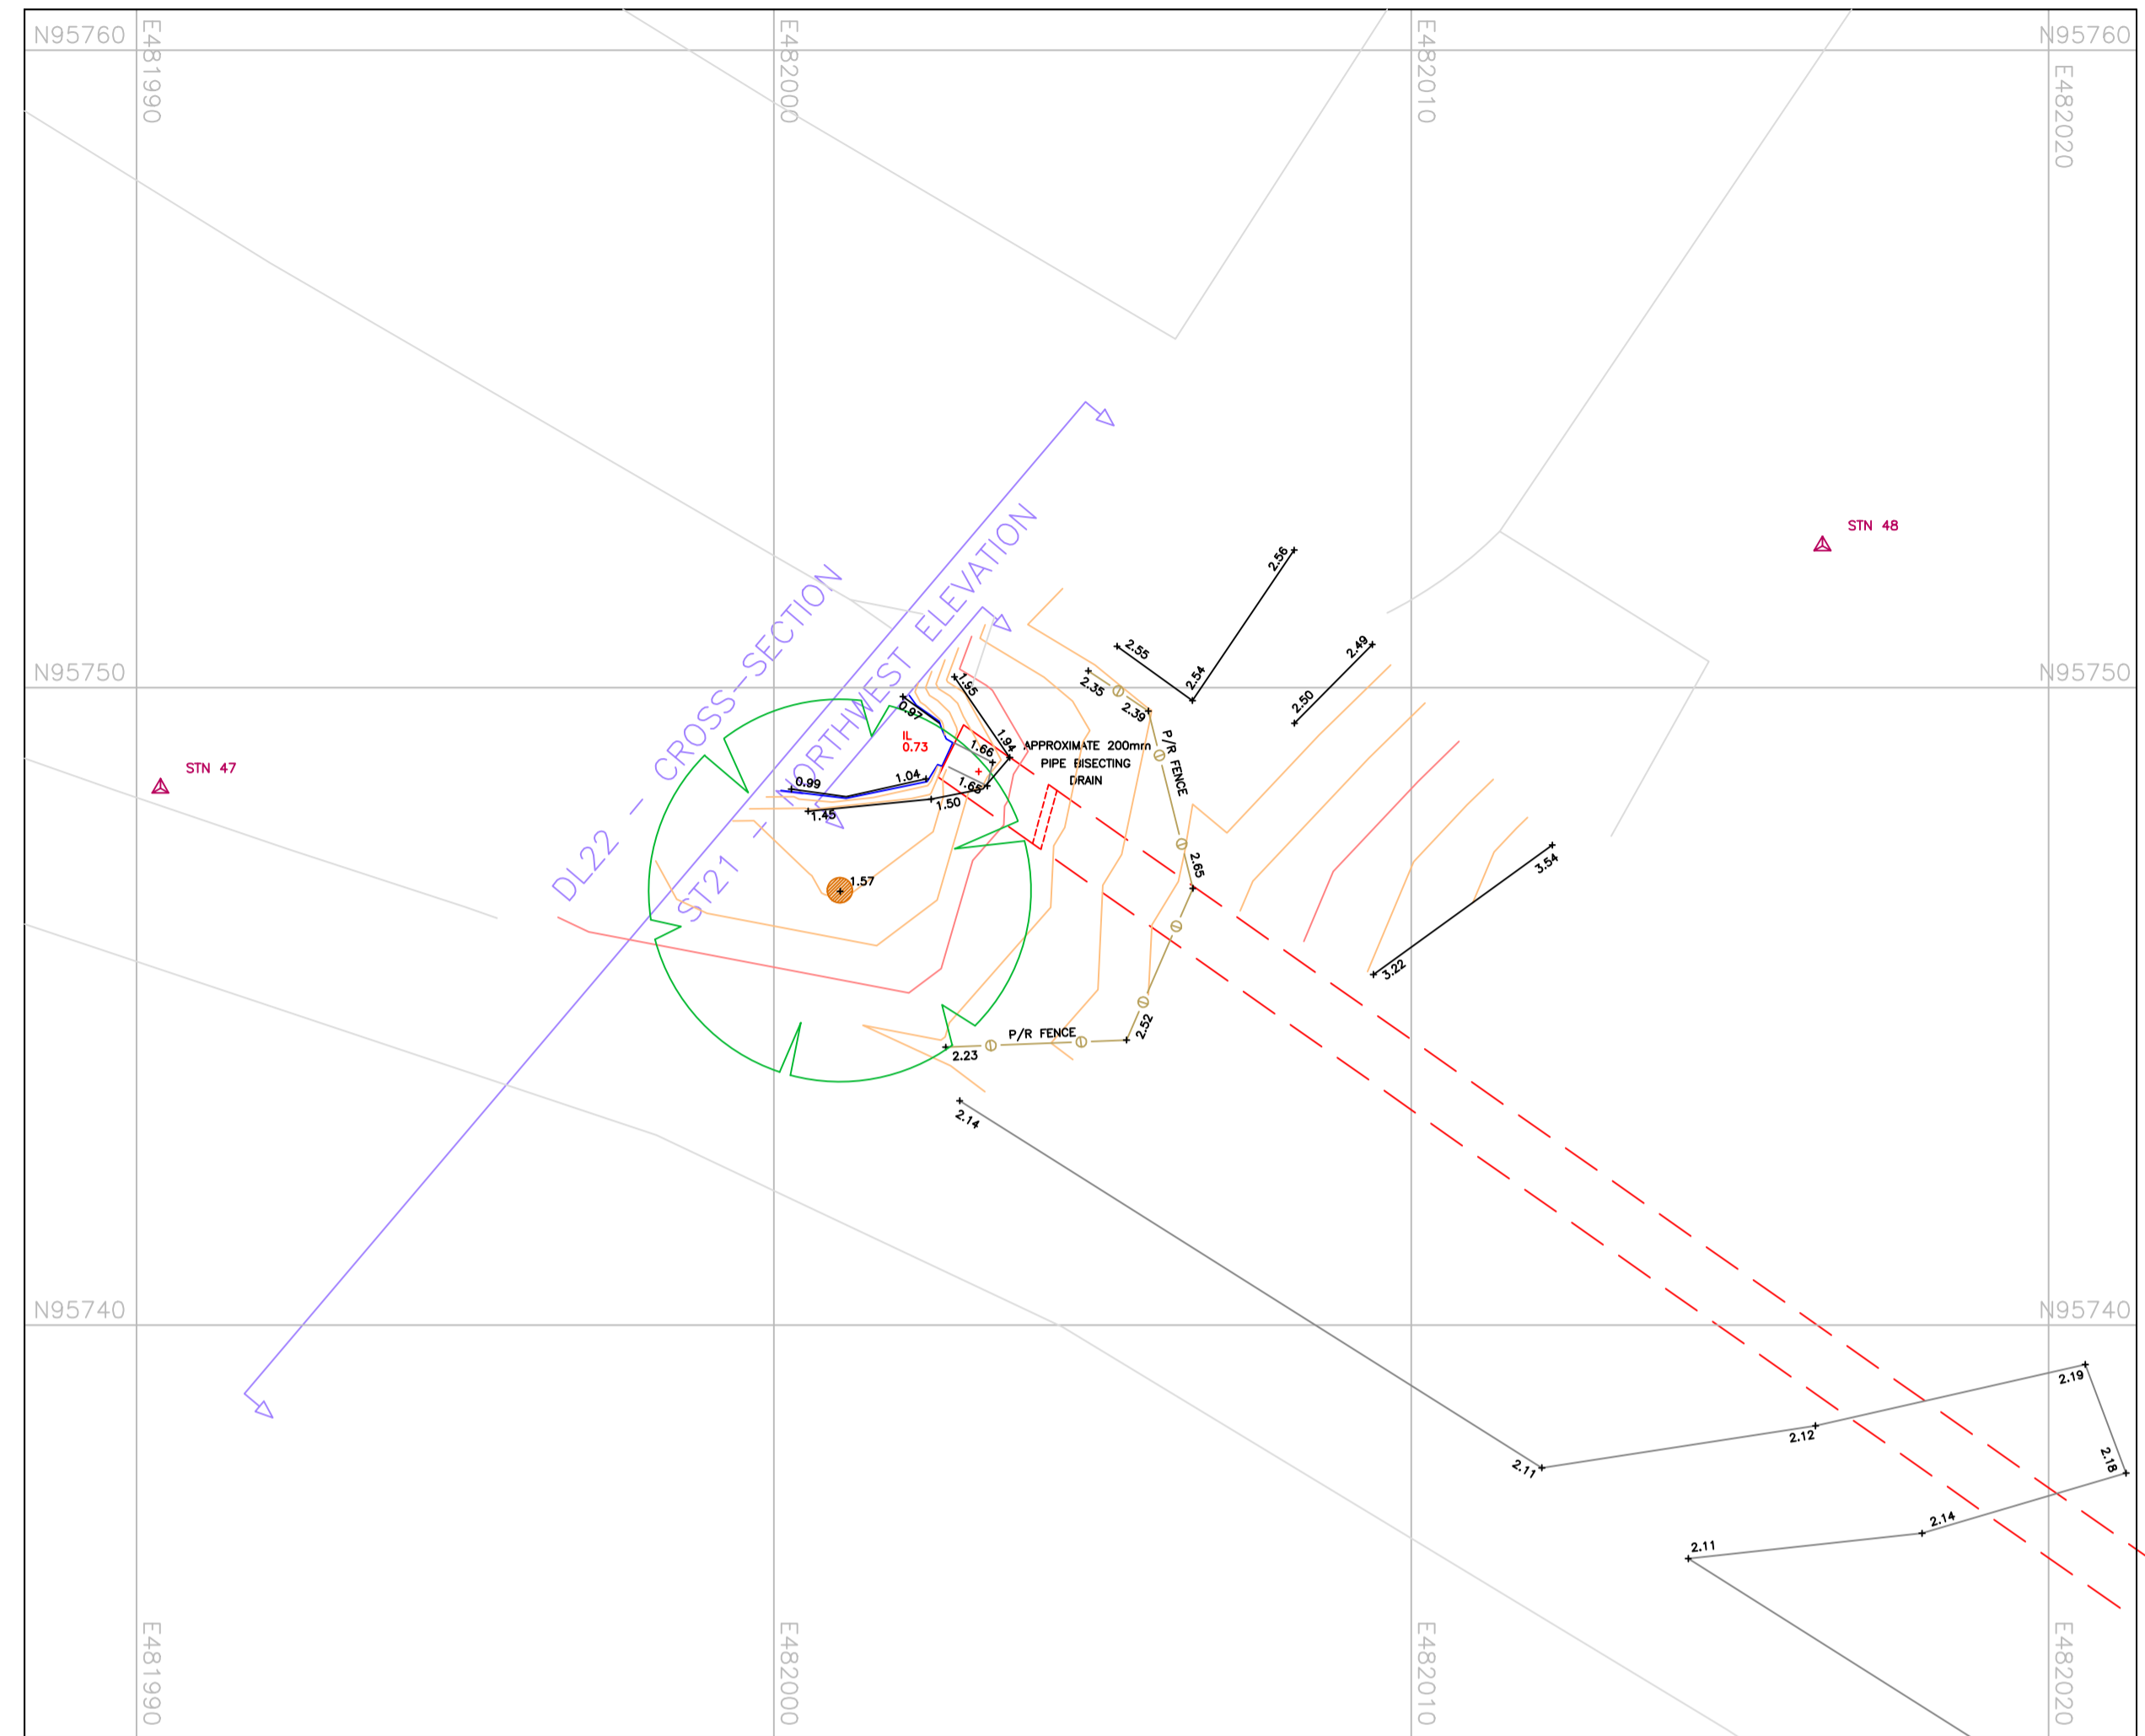 N95760
E481990
E482000
E482010
N95760
E482020
STN 48
2.56
2.55
2.49
2.54
N95750
N95750
2.50
2.35
2.39
1.95
0.97
IL
0.73
1.94
1.66
APPROXIMATE 200mm
PIPE BISECTING
DRAIN
P/R FENCE
STN 47
0.99
1.04
1.65
1.50
1.45
DL22 - CROSS-SECTION
ST21 - NORTHWEST ELEVATION
1.57
2.65
3.54
3.22
P/R FENCE
2.52
2.23
2.14
N95740
N95740
2.19
2.12
2.11
2.18
2.14
2.11
E481990
E482000
E482010
E482020